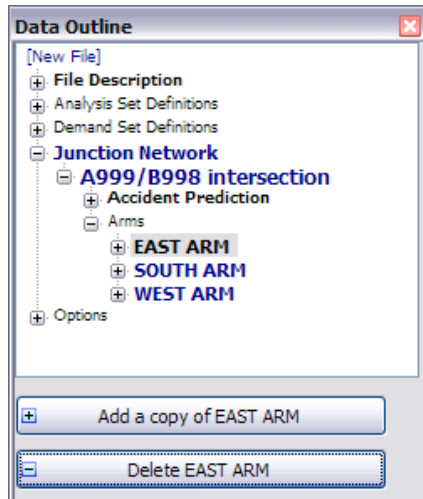 Data Outline
[New File]
File Description
Analysis Set Definitions
Demand Set Definitions
Junction Network
A999/B998 intersection
Accident Prediction
Arms
EAST ARM
SOUTH ARM
WEST ARM
Options
Add a copy of EAST ARM
Delete EAST ARM